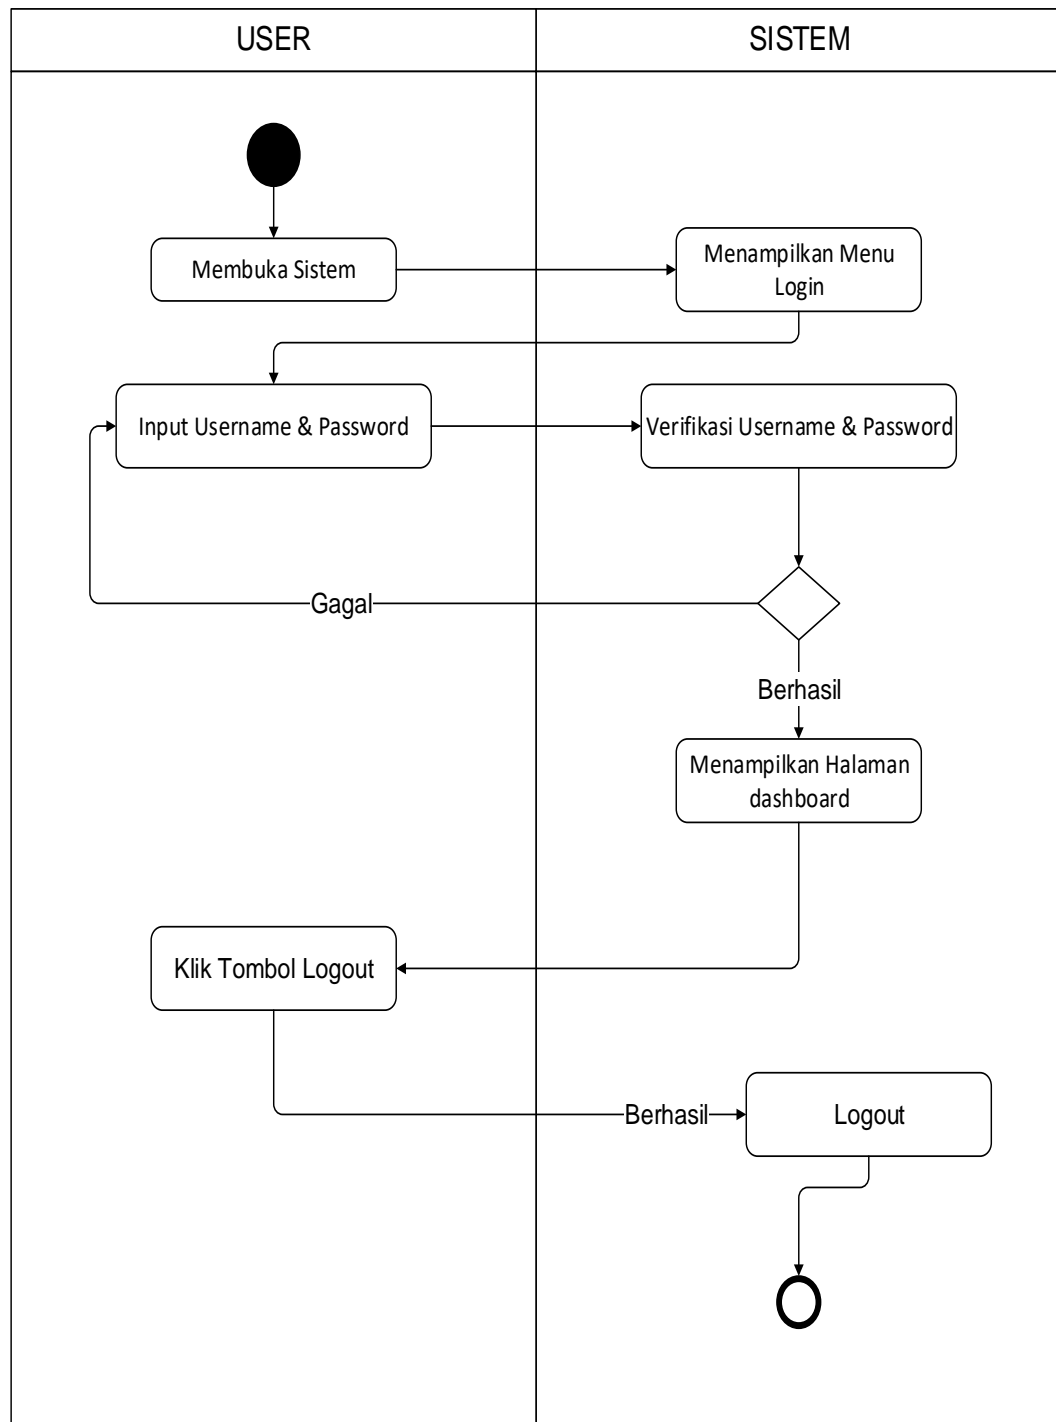 USER
SISTEM
Membuka Sistem
Menampilkan Menu
Login
Input Username & Password
Verifikasi Username & Password
Gagal
Berhasil
Menampilkan Halaman
dashboard
Klik Tombol Logout
Berhasil
Logout